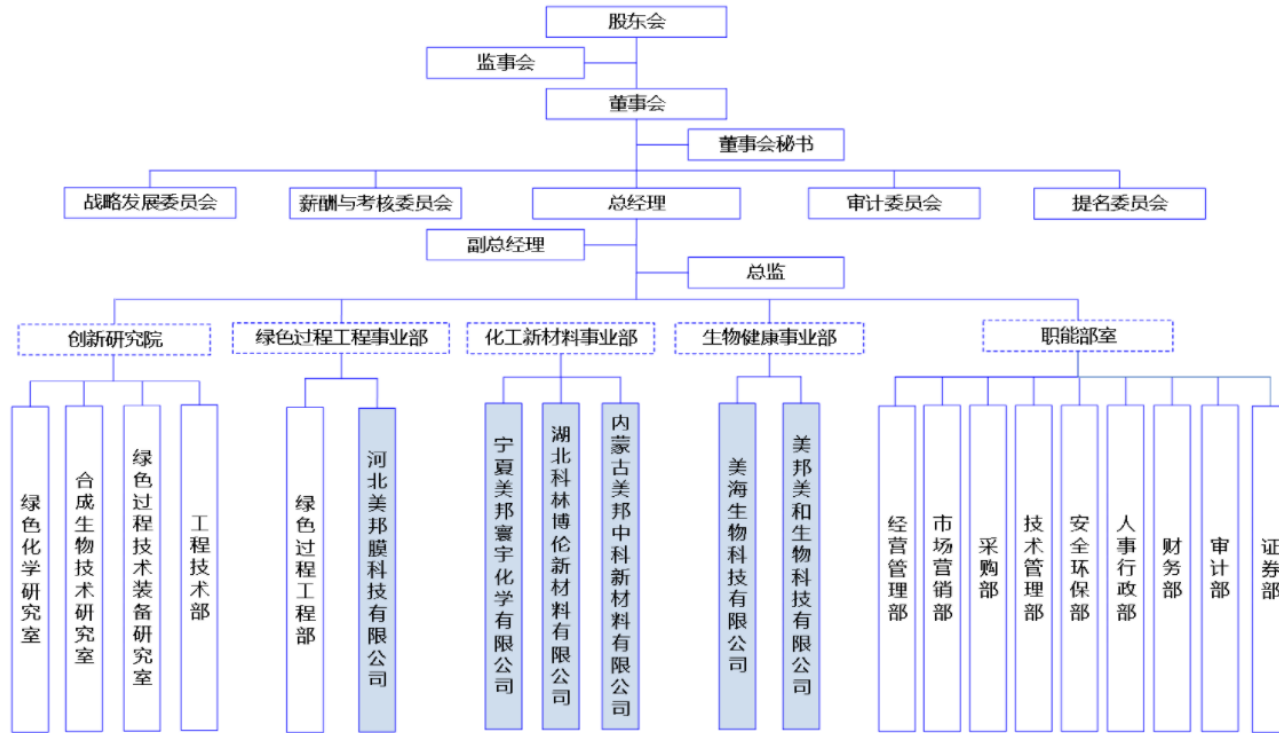 股东会
监事会
董事会
董事会秘书
战略发展委员会
薪酬与考核委员会
总经理
审计委员会
提名委员会
副总经理
总监
创新研究院
绿色过程工程事业部
化工新材料事业部
生物健康事业部
职能部室
绿色化学研究室
合成生物技术研究室
绿色过程技术装备研究室
工程技术部
绿色过程工程部
河北美邦膜科技有限公司
宁夏美邦寰宇化学有限公司
湖北科林博伦新材料有限公司
内蒙古美邦中科新材料有限公司
美海生物科技有限公司
美邦美和生物科技有限公司
经营管理部
市场营销部
采购部
技术管理部
安全环保部
人事行政部
财务部
审计部
证券部